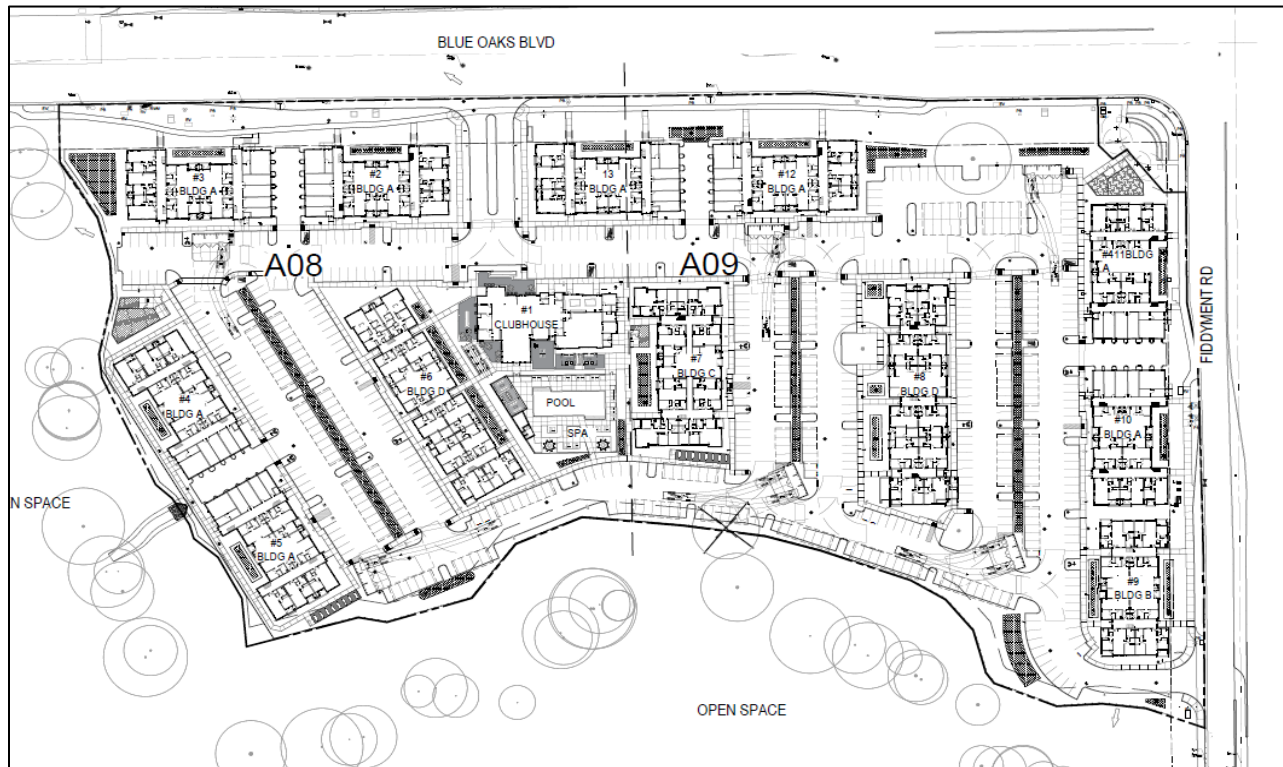 BLUE OAKS BLVD
#3
BLDG A
#2
BLDG A
13
BLDG A
#12
BLDG A
A08
A09
#411BLDG
A
FIDDYMENT RD
#1
CLUBHOUSE
#4
BLDG A
#6
BLDG D
#7
BLDG C
#8
BLDG D
POOL
SPA
#10
BLDG A
N SPACE
#5
BLDG A
#9
BLDG B
OPEN SPACE